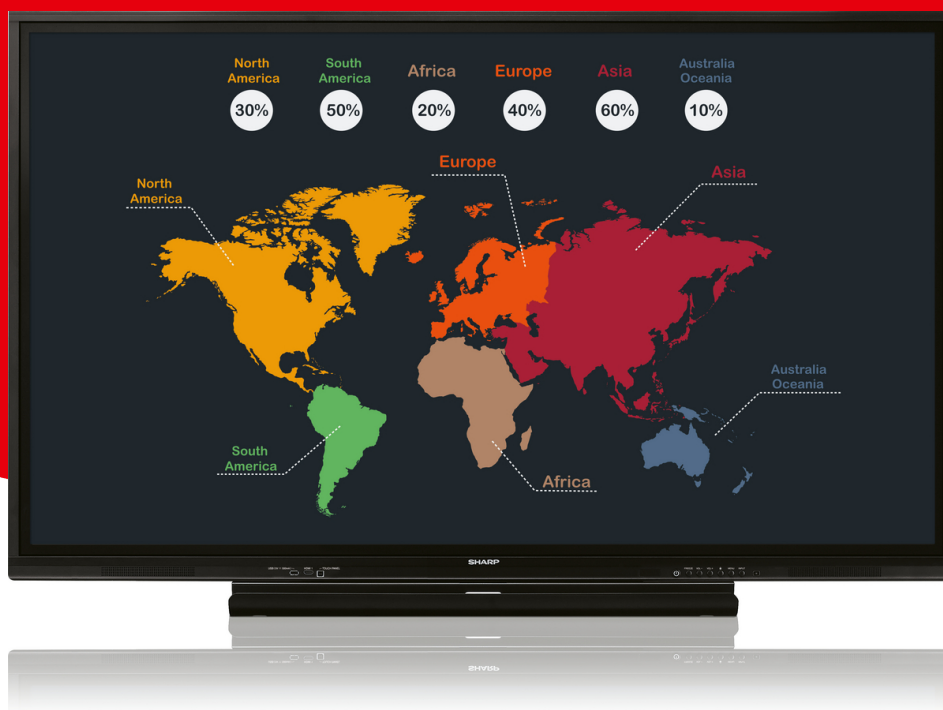 North
America
South
America
Africa
Europe
Asia
Australia
Oceania
30%
50%
20%
40%
60%
10%
Europe
Asia
North
America
Australia
Oceania
South
America
Africa
SHARP